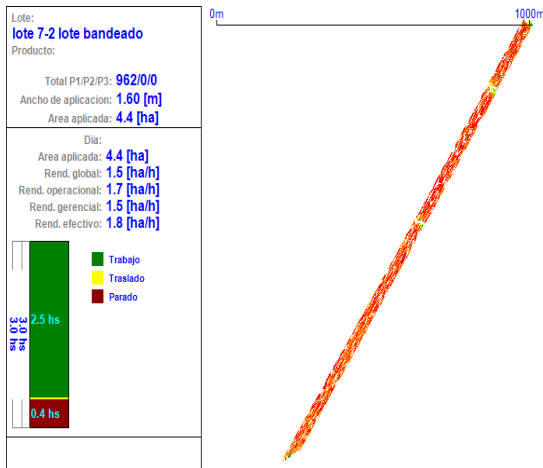 Lote:
lote 7-2 lote bandeado
Producto:
Total P1/P2/P3: 962/0/0
Ancho de aplicacion: 1.60 [m]
Area aplicada: 4.4 [ha]
Dia:
Area aplicada: 4.4 [ha]
Rend. global: 1.5 [ha/h]
Rend. operacional: 1.7 [ha/h]
Rend. gerencial: 1.5 [ha/h]
Rend. efectivo: 1.8 [ha/h]
Trabajo
Traslado
Parado
3.0 hs
3.0 hs
2.5 hs
0.4 hs
0m
1000m